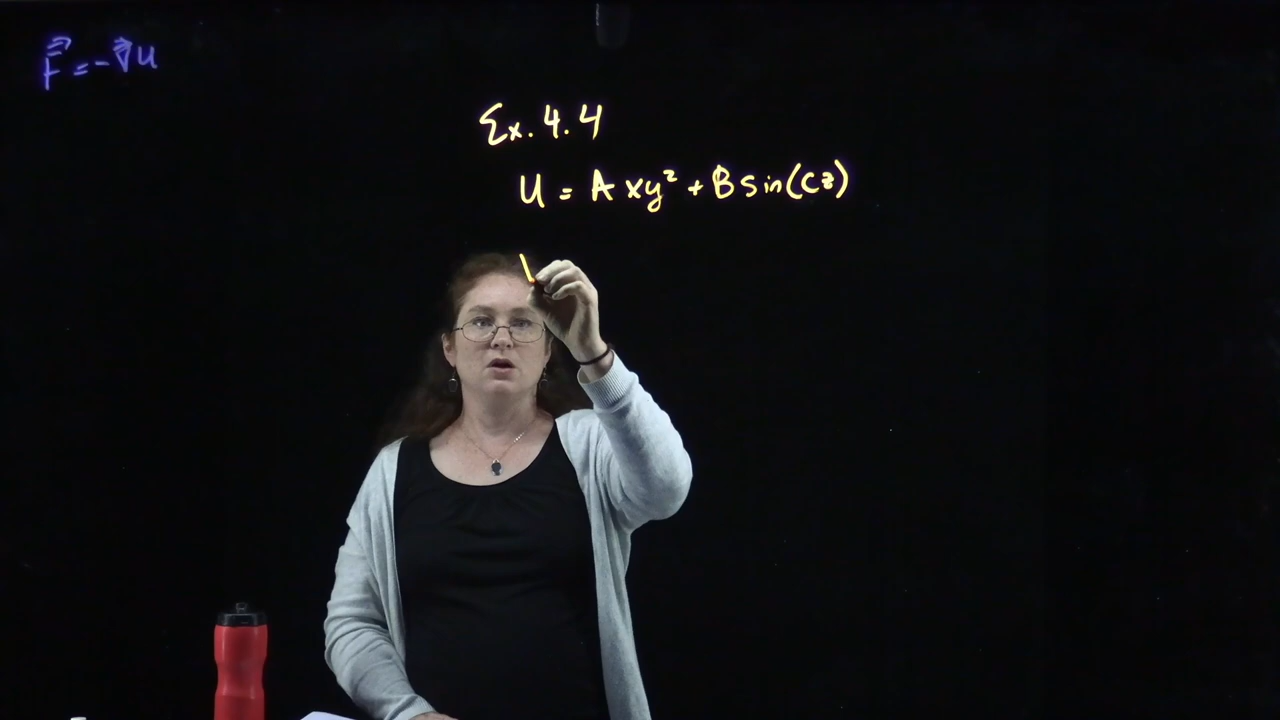 F⃗ = -∇⃗U
Ex. 4.4
U = Axy² + B sin(Cz)